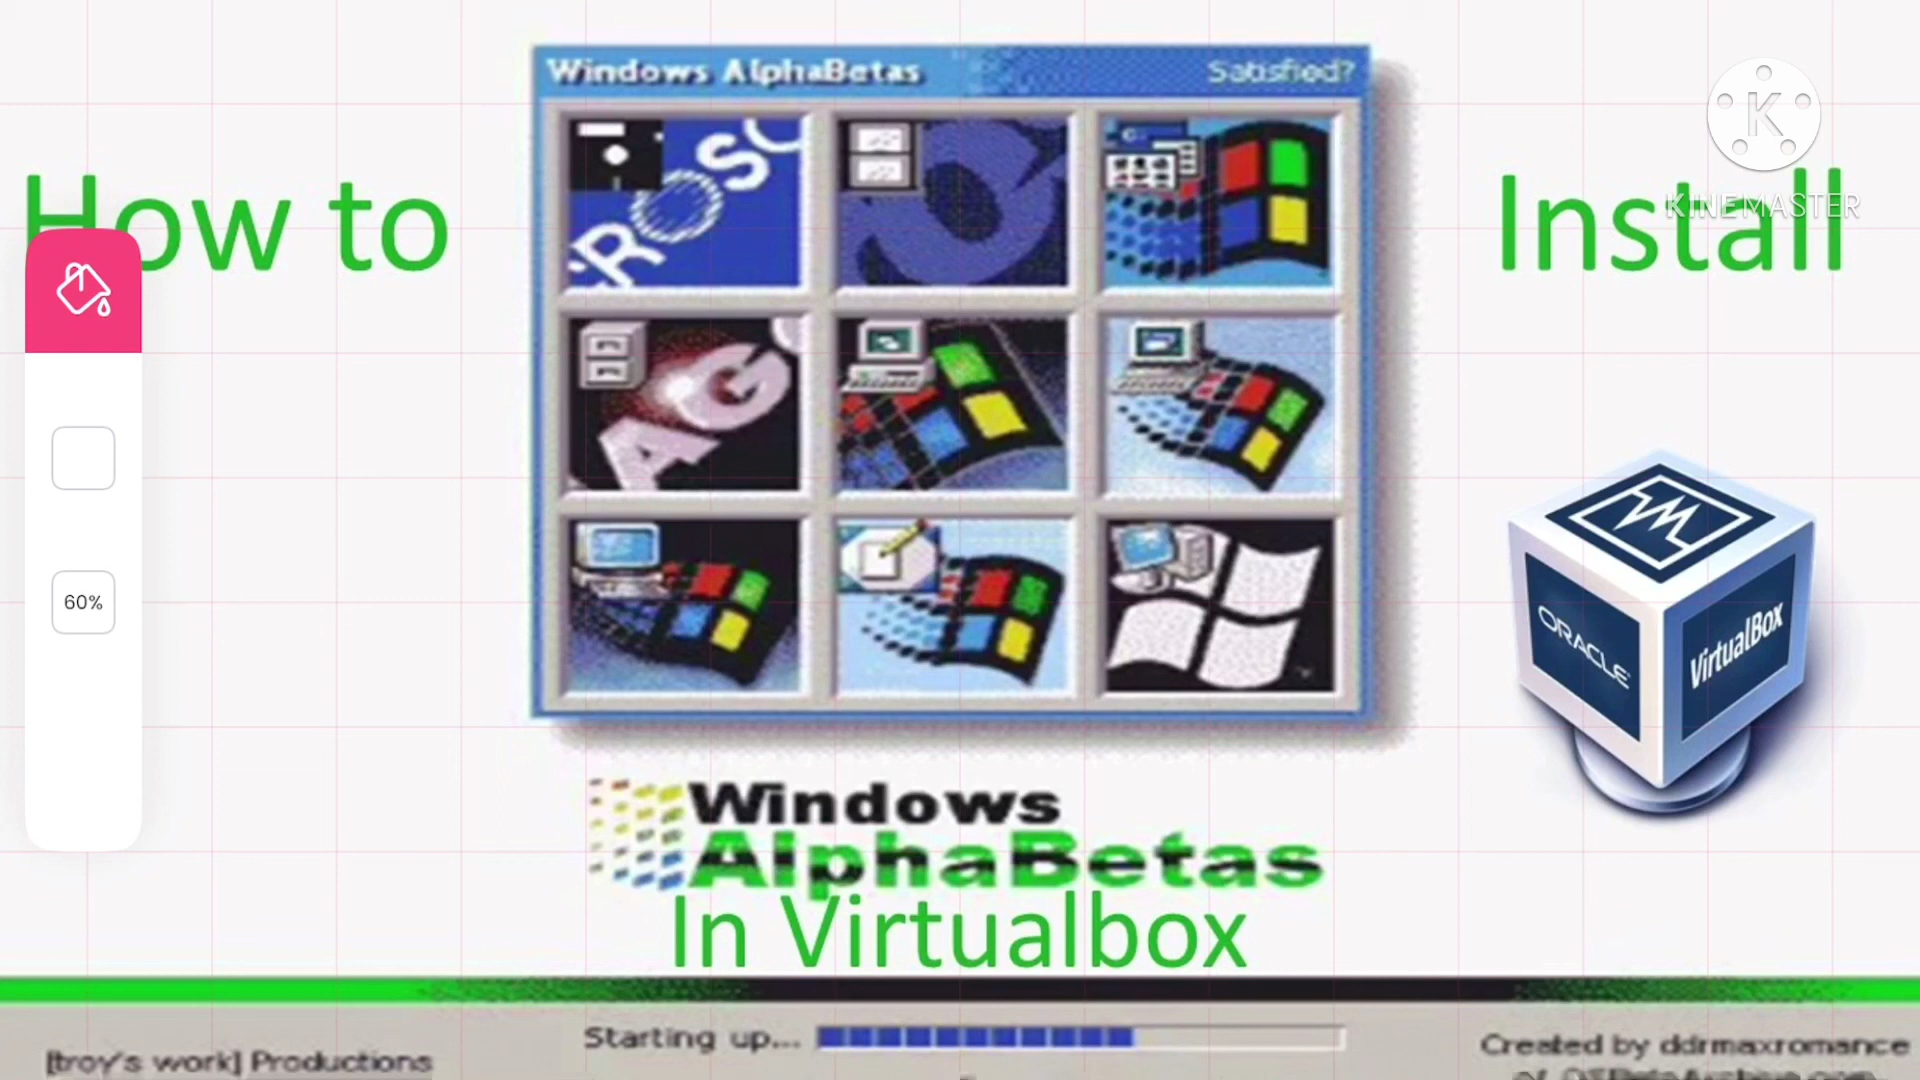 Windows AlphaBetas
Satisfied?
How to
Install
K
KINEMASTER
60%
ORACLE
VirtualBox
Windows
AlphaBetas
In Virtualbox
Starting up...
[troy's work] Productions
Created by ddrmaxromance
of